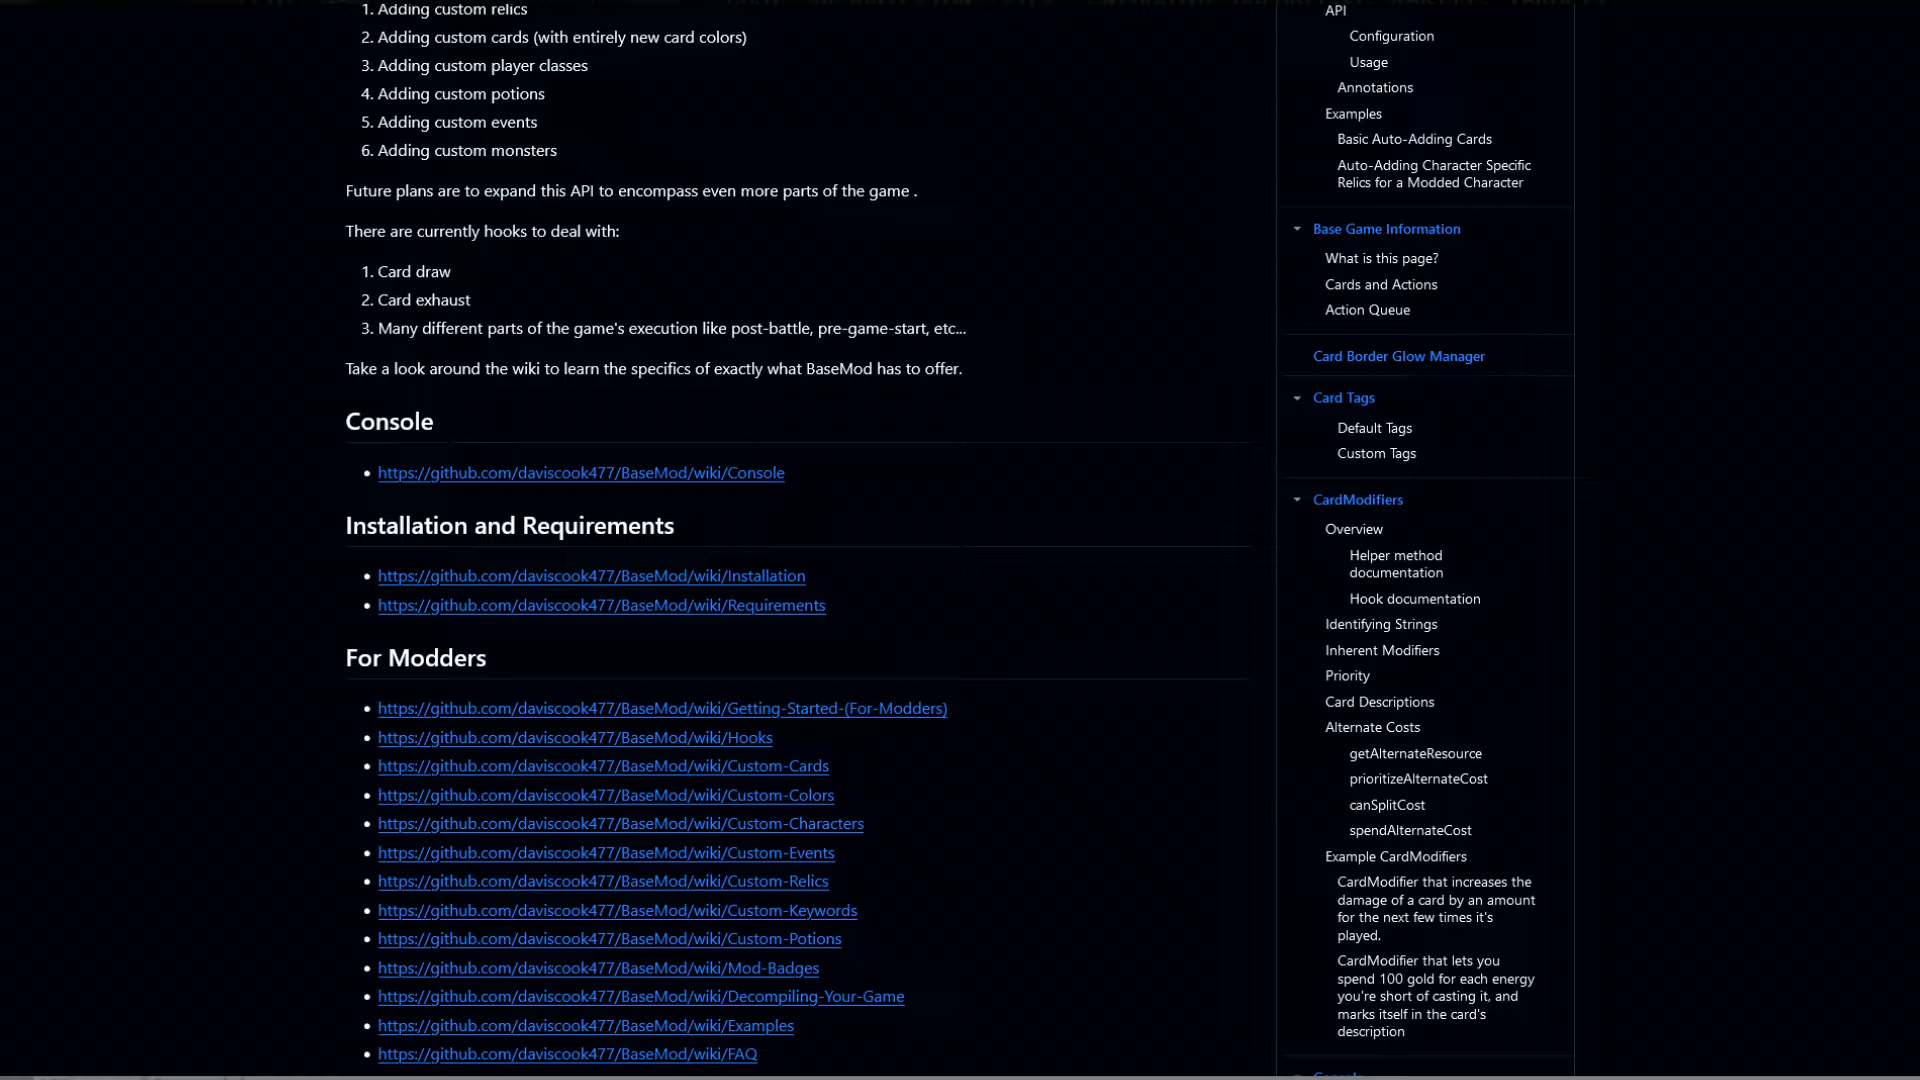 1. Adding custom relics
2. Adding custom cards (with entirely new card colors)
3. Adding custom player classes
4. Adding custom potions
5. Adding custom events
6. Adding custom monsters
Future plans are to expand this API to encompass even more parts of the game .
There are currently hooks to deal with:
1. Card draw
2. Card exhaust
3. Many different parts of the game's execution like post-battle, pre-game-start, etc...
Take a look around the wiki to learn the specifics of exactly what BaseMod has to offer.
Console
• https://github.com/daviscook477/BaseMod/wiki/Console
Installation and Requirements
• https://github.com/daviscook477/BaseMod/wiki/Installation
• https://github.com/daviscook477/BaseMod/wiki/Requirements
For Modders
• https://github.com/daviscook477/BaseMod/wiki/Getting-Started-(For-Modders)
• https://github.com/daviscook477/BaseMod/wiki/Hooks
• https://github.com/daviscook477/BaseMod/wiki/Custom-Cards
• https://github.com/daviscook477/BaseMod/wiki/Custom-Colors
• https://github.com/daviscook477/BaseMod/wiki/Custom-Characters
• https://github.com/daviscook477/BaseMod/wiki/Custom-Events
• https://github.com/daviscook477/BaseMod/wiki/Custom-Relics
• https://github.com/daviscook477/BaseMod/wiki/Custom-Keywords
• https://github.com/daviscook477/BaseMod/wiki/Custom-Potions
• https://github.com/daviscook477/BaseMod/wiki/Mod-Badges
• https://github.com/daviscook477/BaseMod/wiki/Decompiling-Your-Game
• https://github.com/daviscook477/BaseMod/wiki/Examples
• https://github.com/daviscook477/BaseMod/wiki/FAQ
API
Configuration
Usage
Annotations
Examples
Basic Auto-Adding Cards
Auto-Adding Character Specific
Relics for a Modded Character
Base Game Information
What is this page?
Cards and Actions
Action Queue
Card Border Glow Manager
Card Tags
Default Tags
Custom Tags
CardModifiers
Overview
Helper method
documentation
Hook documentation
Identifying Strings
Inherent Modifiers
Priority
Card Descriptions
Alternate Costs
getAlternateResource
prioritizeAlternateCost
canSplitCost
spendAlternateCost
Example CardModifiers
CardModifier that increases the
damage of a card by an amount
for the next few times it's
played.
CardModifier that lets you
spend 100 gold for each energy
you're short of casting it, and
marks itself in the card's
description